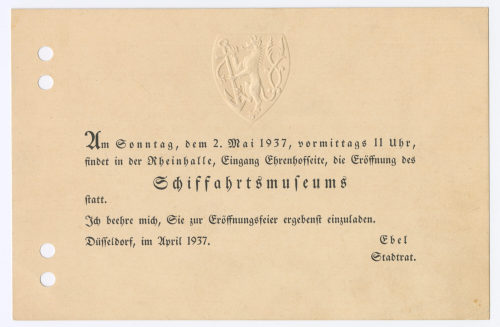 Am Sonntag, dem 2. Mai 1937, vormittags 11 Uhr,
findet in der Rheinhalle, Eingang Ehrenhofseite, die Eröffnung des
Schiffahrtsmuseums
statt.
Ich beehre mich, Sie zur Eröffnungsfeier ergebenst einzuladen.
Düsseldorf, im April 1937.
Ebel
Stadtrat.